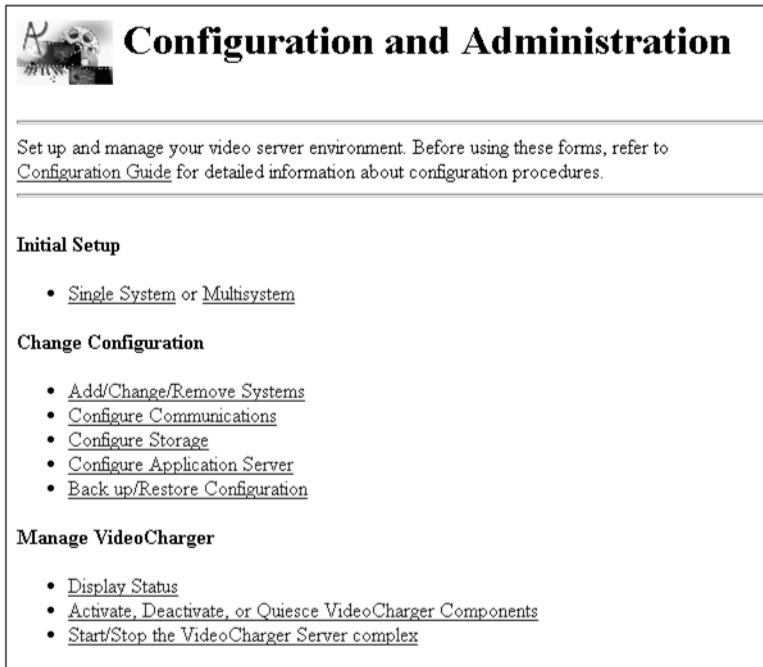 Configuration and Administration
Set up and manage your video server environment. Before using these forms, refer to
Configuration Guide for detailed information about configuration procedures.
Initial Setup
• Single System or Multisystem
Change Configuration
• Add/Change/Remove Systems
• Configure Communications
• Configure Storage
• Configure Application Server
• Back up/Restore Configuration
Manage VideoCharger
• Display Status
• Activate, Deactivate, or Quiesce VideoCharger Components
• Start/Stop the VideoCharger Server complex